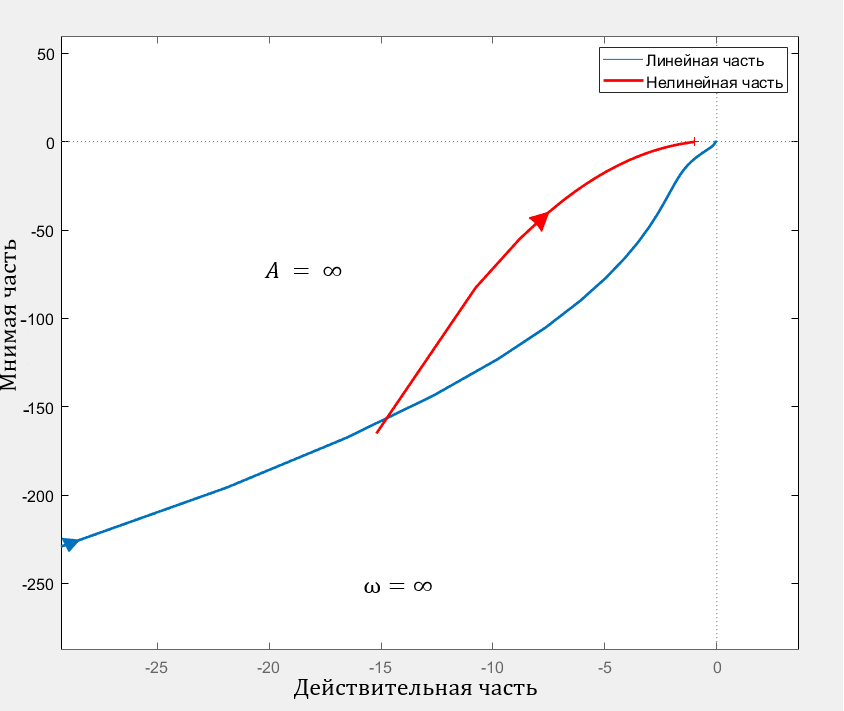 Линейная часть
Нелинейная часть
50
0
-50
-100
-150
-200
-250
A = ∞
ω = ∞
Мнимая часть
-25
-20
-15
-10
-5
0
Действительная часть